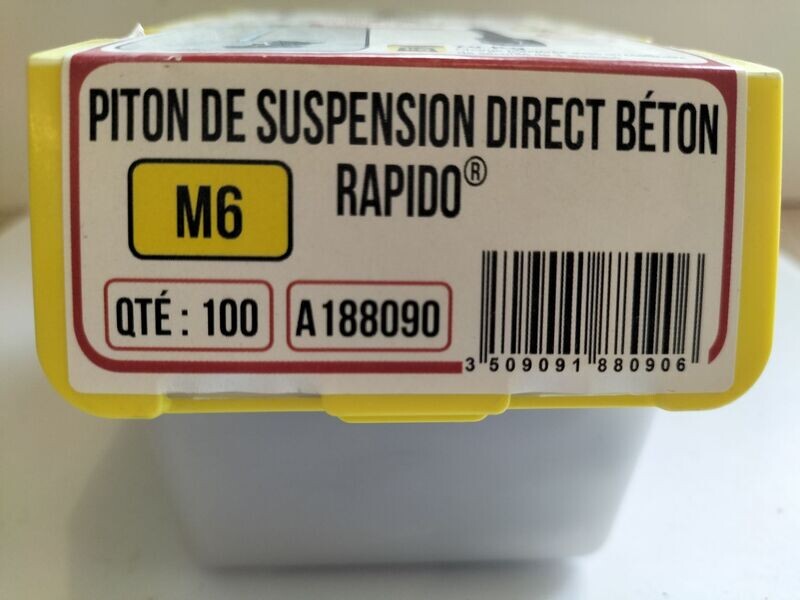 PITON DE SUSPENSION DIRECT BÉTON
RAPIDO®
M6
QTÉ : 100
A188090
3 509091 880906